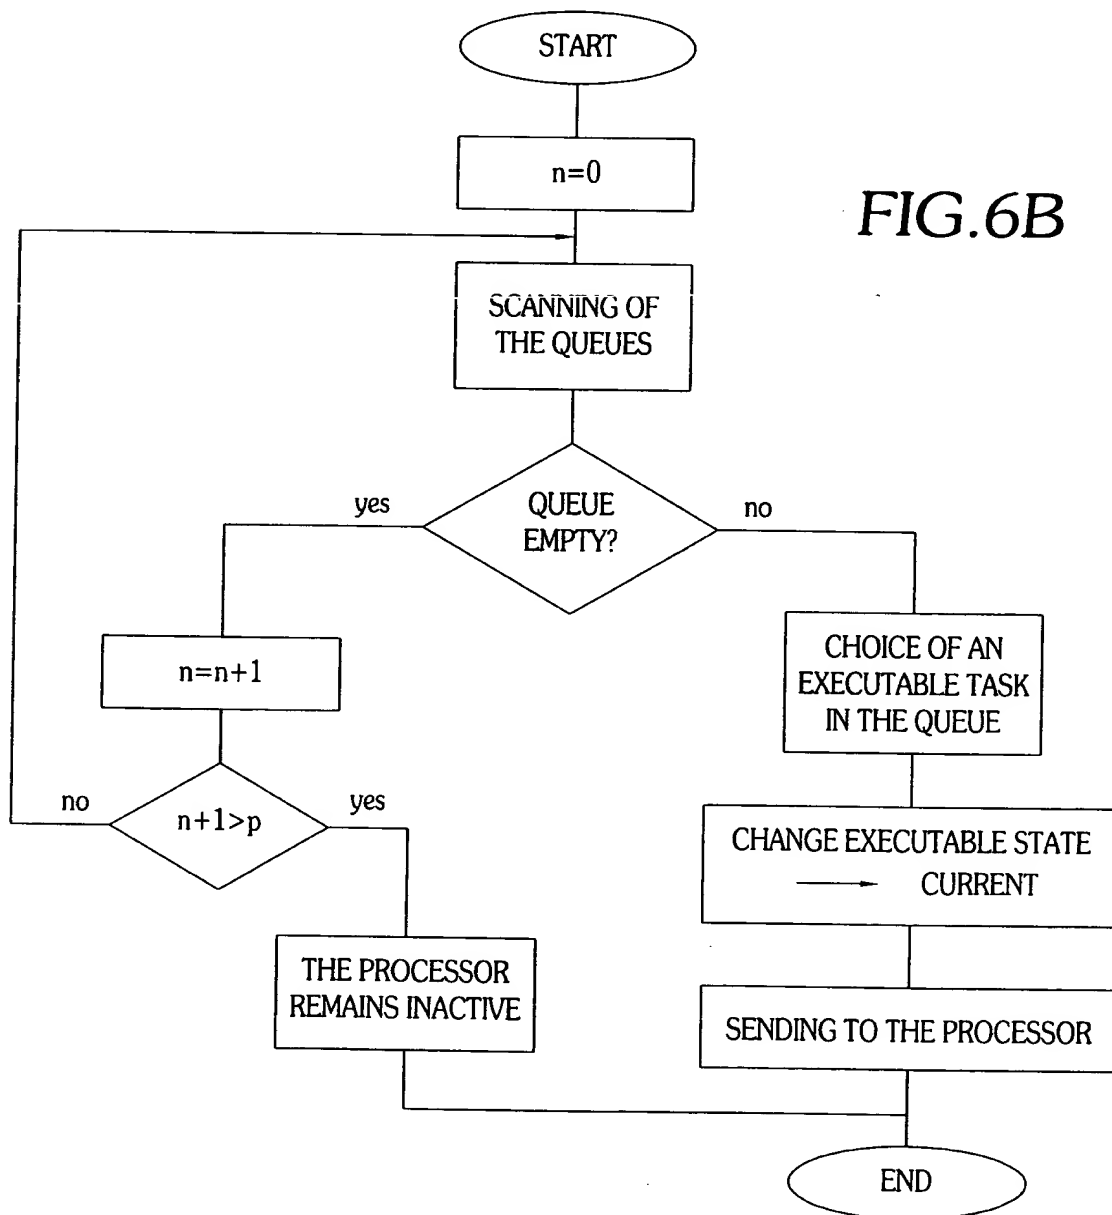 START
n=0
FIG.6B
SCANNING OF
THE QUEUES
yes
QUEUE
EMPTY?
no
n=n+1
CHOICE OF AN
EXECUTABLE TASK
IN THE QUEUE
no
n+1>p
yes
CHANGE EXECUTABLE STATE
→ CURRENT
THE PROCESSOR
REMAINS INACTIVE
SENDING TO THE PROCESSOR
END